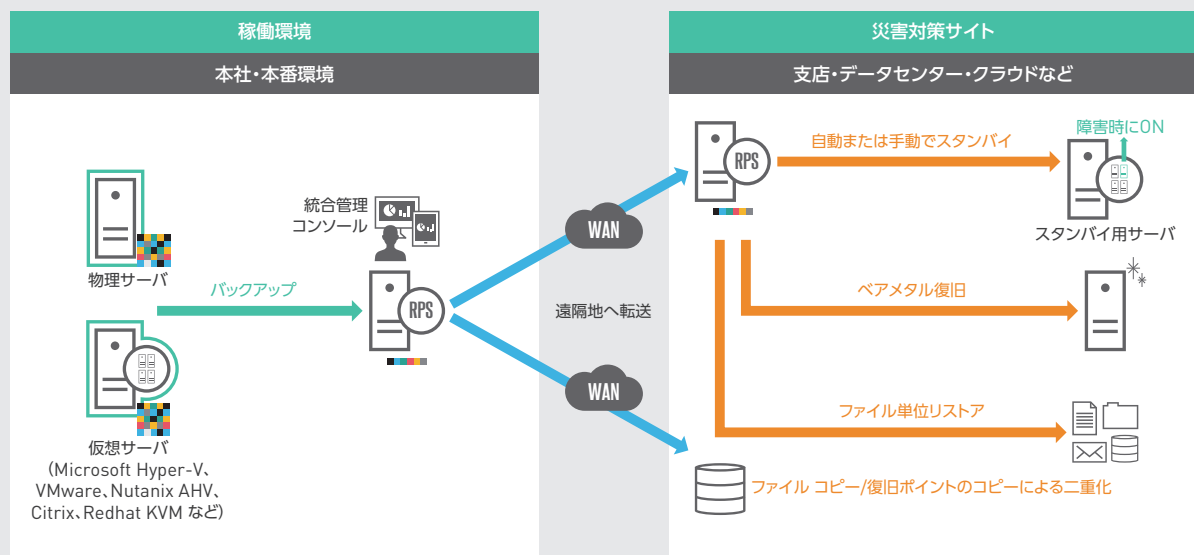 稼働環境
本社・本番環境
物理サーバ
仮想サーバ
(Microsoft Hyper-V、
VMware、Nutanix AHV、
Citrix、Redhat KVM など)
バックアップ
統合管理
コンソール
RPS
WAN
遠隔地へ転送
WAN
災害対策サイト
支店・データセンター・クラウドなど
RPS
自動または手動でスタンバイ
障害時にON
スタンバイ用サーバ
ベアメタル復旧
ファイル単位リストア
ファイル コピー/復旧ポイントのコピーによる二重化